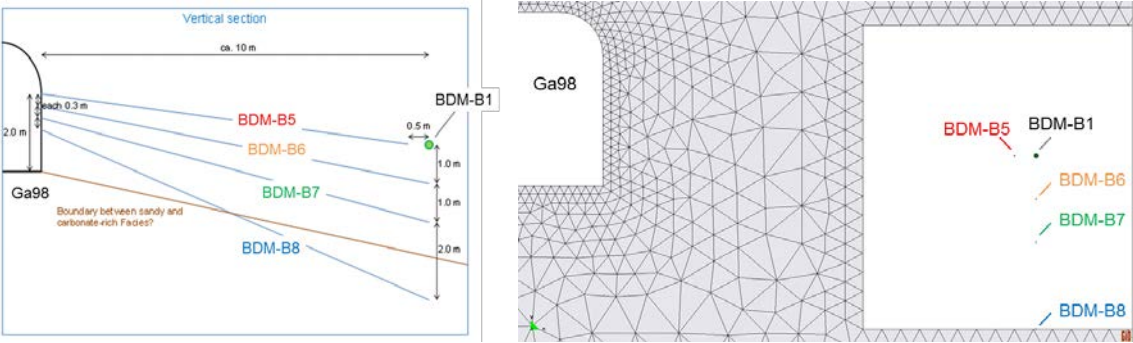 Vertical section
ca. 10 m
each 0.3 m
BDM-B1
BDM-B5
0.5 m
2.0 m
BDM-B6
1.0 m
BDM-B7
Ga98
1.0 m
Boundary between sandy and
carbonate-rich Facies?
BDM-B8
2.0 m
Ga98
BDM-B5
BDM-B1
BDM-B6
BDM-B7
BDM-B8